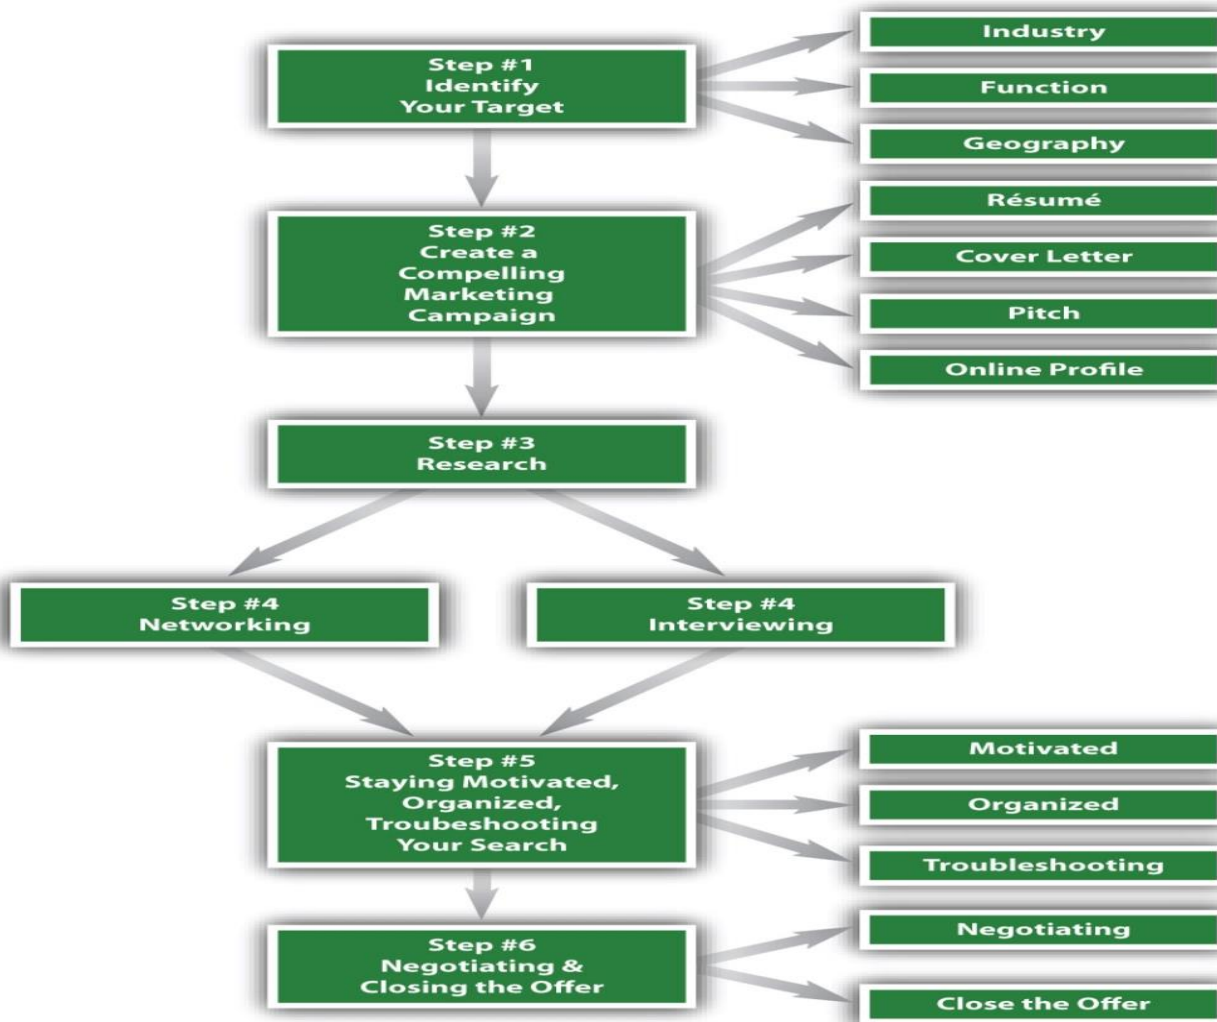 Step #1
Identify
Your Target
Industry
Function
Geography
Step #2
Create a
Compelling
Marketing
Campaign
Résumé
Cover Letter
Pitch
Online Profile
Step #3
Research
Step #4
Networking
Step #4
Interviewing
Step #5
Staying Motivated,
Organized,
Troubeshooting
Your Search
Motivated
Organized
Troubleshooting
Step #6
Negotiating &
Closing the Offer
Negotiating
Close the Offer